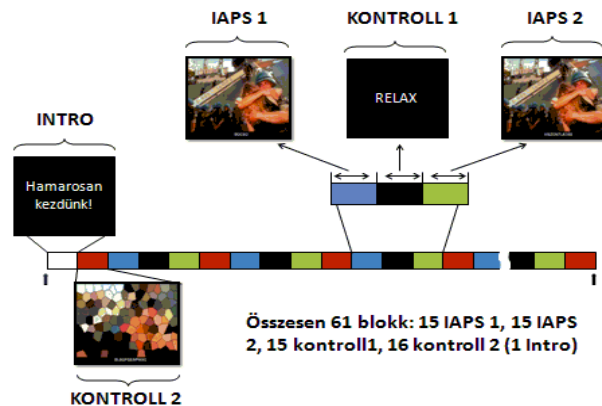 IAPS 1
KONTROLL 1
IAPS 2
RELAX
INTRO
Hamarosan
kezdünk!
Összesen 61 blokk: 15 IAPS 1, 15 IAPS
2, 15 kontroll1, 16 kontroll 2 (1 Intro)
KONTROLL 2